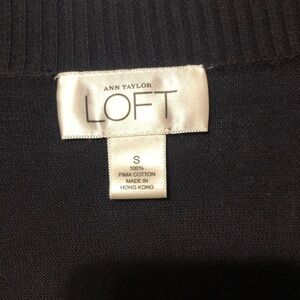 ANN TAYLOR
LOFT
S
100%
PIMA COTTON
MADE IN
HONG KONG